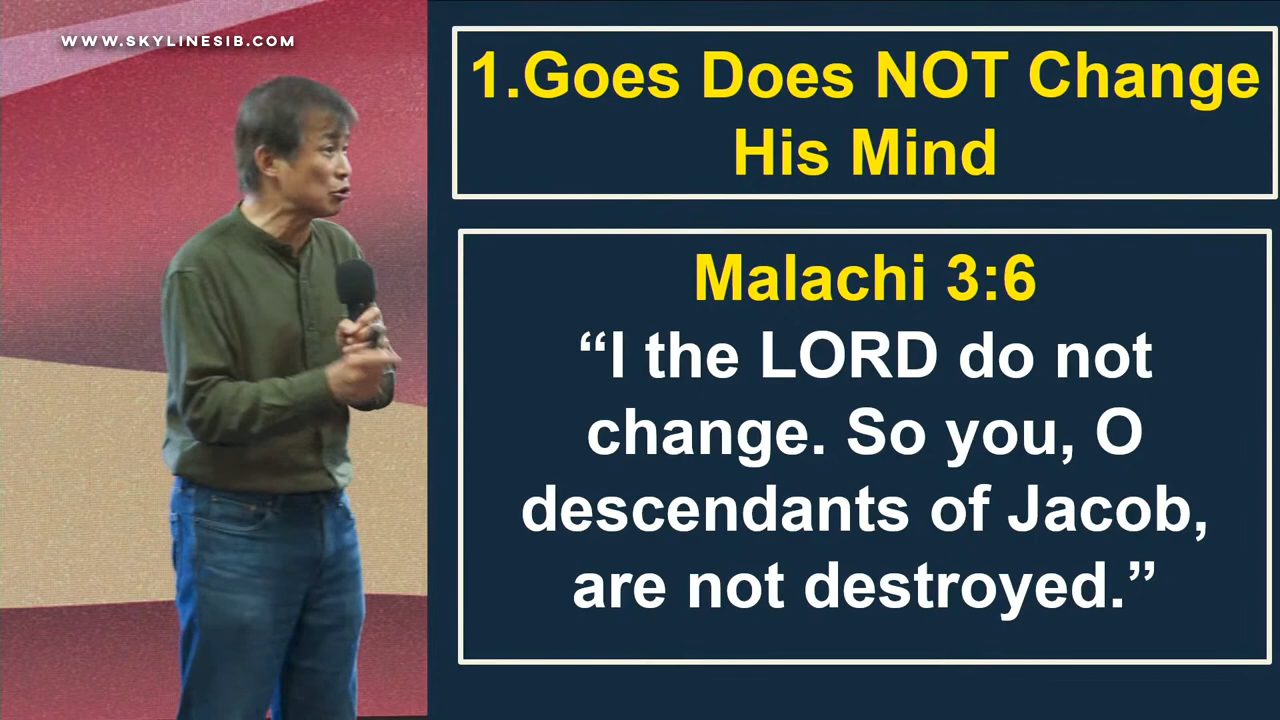 WWW.SKYLINESIB.COM
1.Goes Does NOT Change
His Mind
Malachi 3:6
“I the LORD do not
change. So you, O
descendants of Jacob,
are not destroyed.”